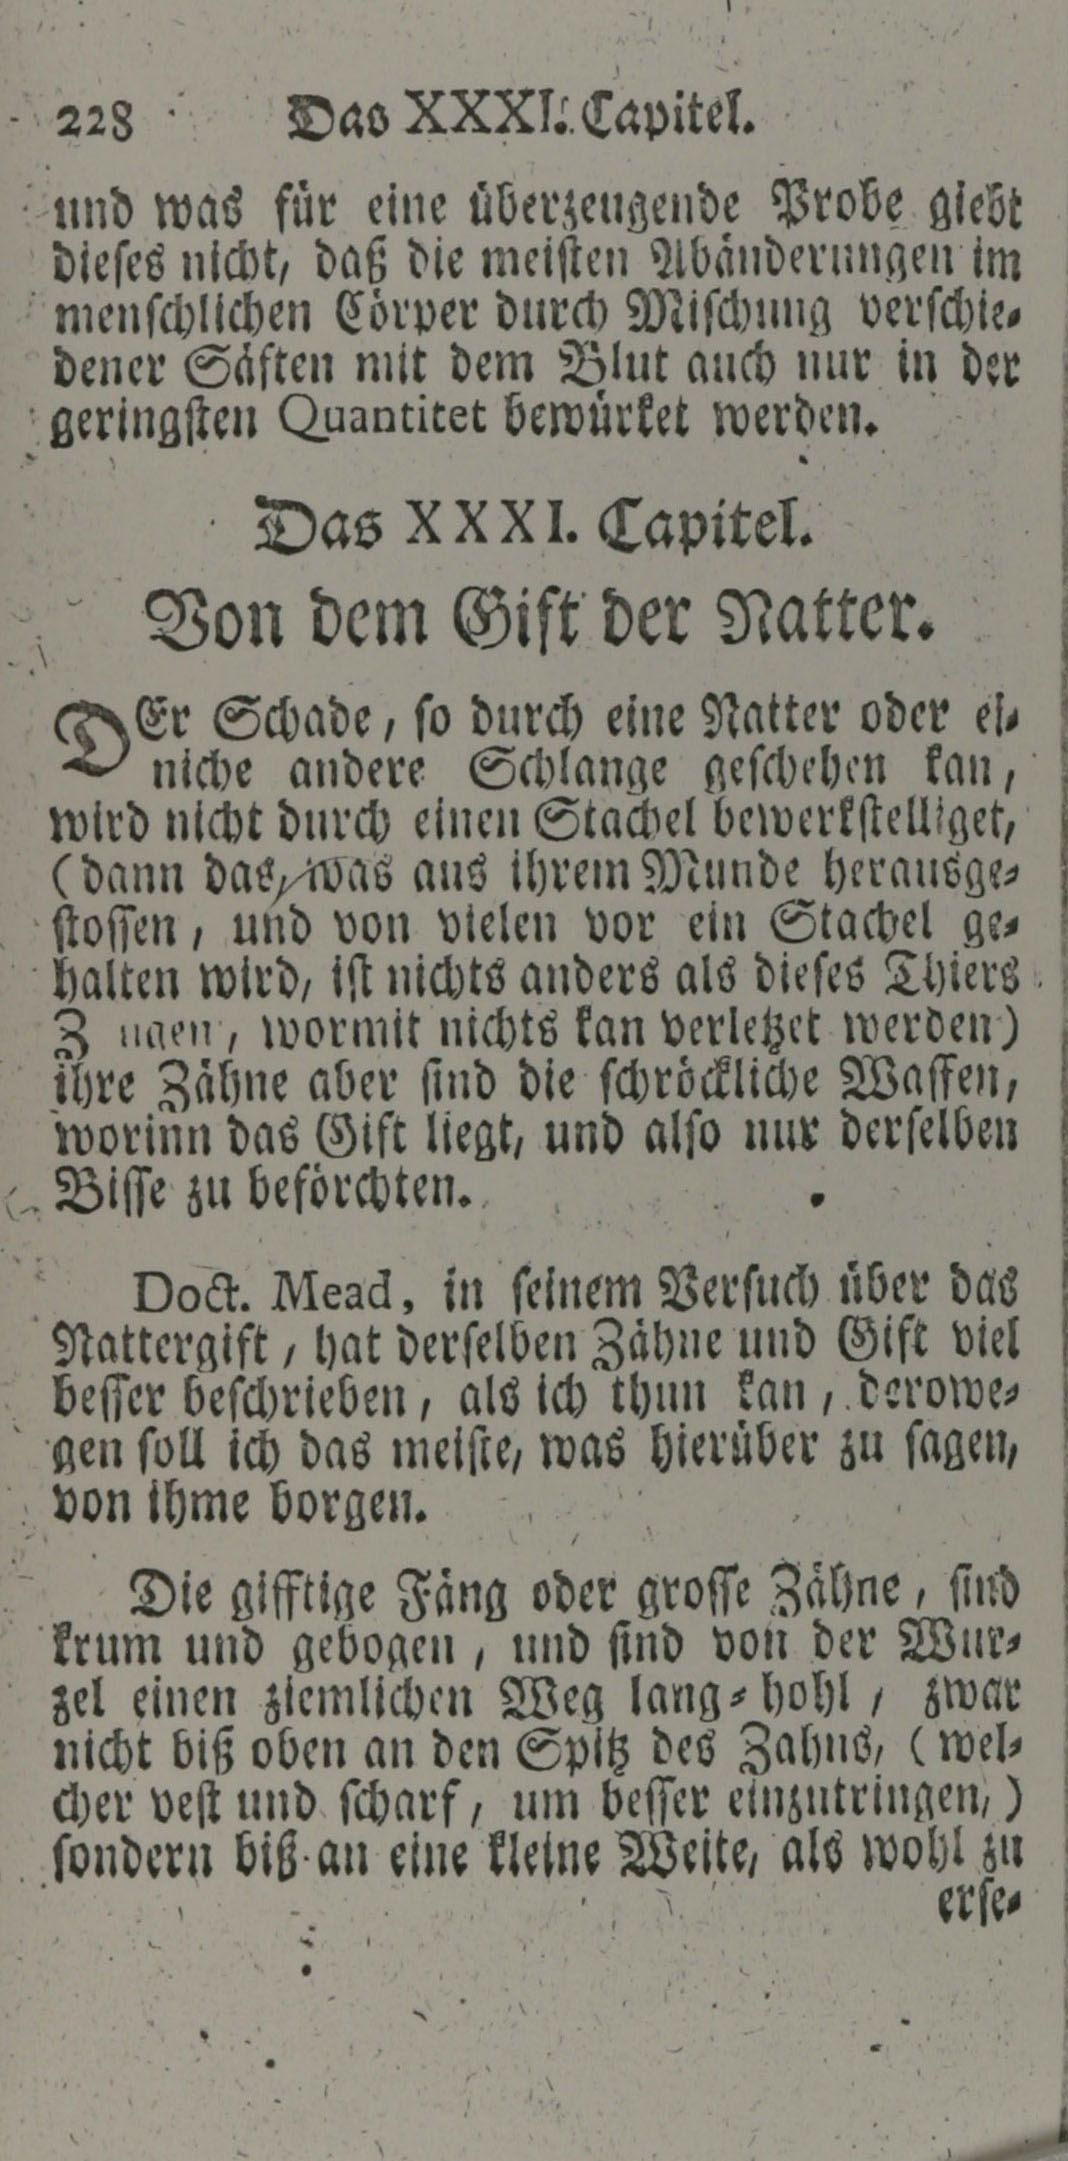 228 Das XXXI. Capitel.
und was für eine überzeugende Probe giebt
dieses nicht, daß die meisten Abänderungen im
menschlichen Cörper durch Mischung verschie-
dener Säften mit dem Blut auch nur in der
geringsten Quantitet bewürket werden.
Das XXXI. Capitel.
Von dem Gift der Natter.
DEr Schade, so durch eine Natter oder ei-
niche andere Schlange geschehen kan,
wird nicht durch einen Stachel bewerkstelliget,
(dann das, was aus ihrem Munde herausge-
stossen, und von vielen vor ein Stachel ge-
halten wird, ist nichts anders als dieses Thiers
Z ugen, wormit nichts kan verletzet werden)
ihre Zähne aber sind die schröckliche Waffen,
worinn das Gift liegt, und also nur derselben
Bisse zu beförchten.
Doct. Mead, in seinem Versuch über das
Nattergift, hat derselben Zähne und Gift viel
besser beschrieben, als ich thun kan, derowe-
gen soll ich das meiste, was hierüber zu sagen,
von ihme borgen.
Die gifftige Fäng oder grosse Zähne, sind
krum und gebogen, und sind von der Wur-
zel einen ziemlichen Weg lang-hohl, zwar
nicht biß oben an den Spitz des Zahns, (wel-
cher vest und scharf, um besser einzutringen,)
sondern biß an eine kleine Weite, als wohl zu
erse-